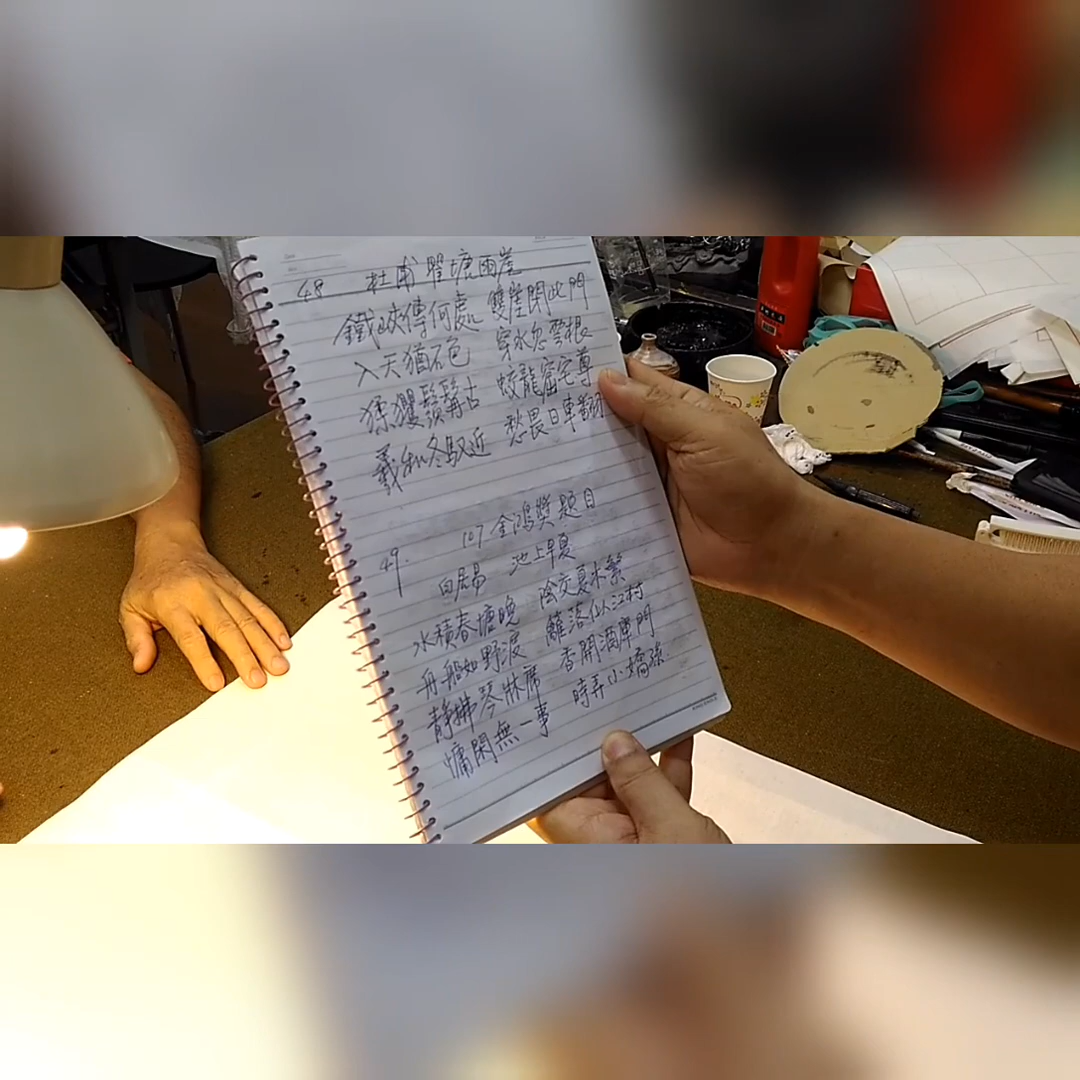 48 杜甫瞿塘兩崖
鐵峽傳何處 雙崖閉此門
入天猶石色 穿水忽雲根
猱玃鬚髯古 蛟龍窟宅尊
羲和冬馭近 愁畏日車翻
49. 107 金鴻獎題目
白居易 池上早夏
水積春塘晚 陰交夏木繁
舟船如野渡 籬落似江村
靜拂琴牀席 香開酒庫門
慵閑無一事 時弄小嬌孫